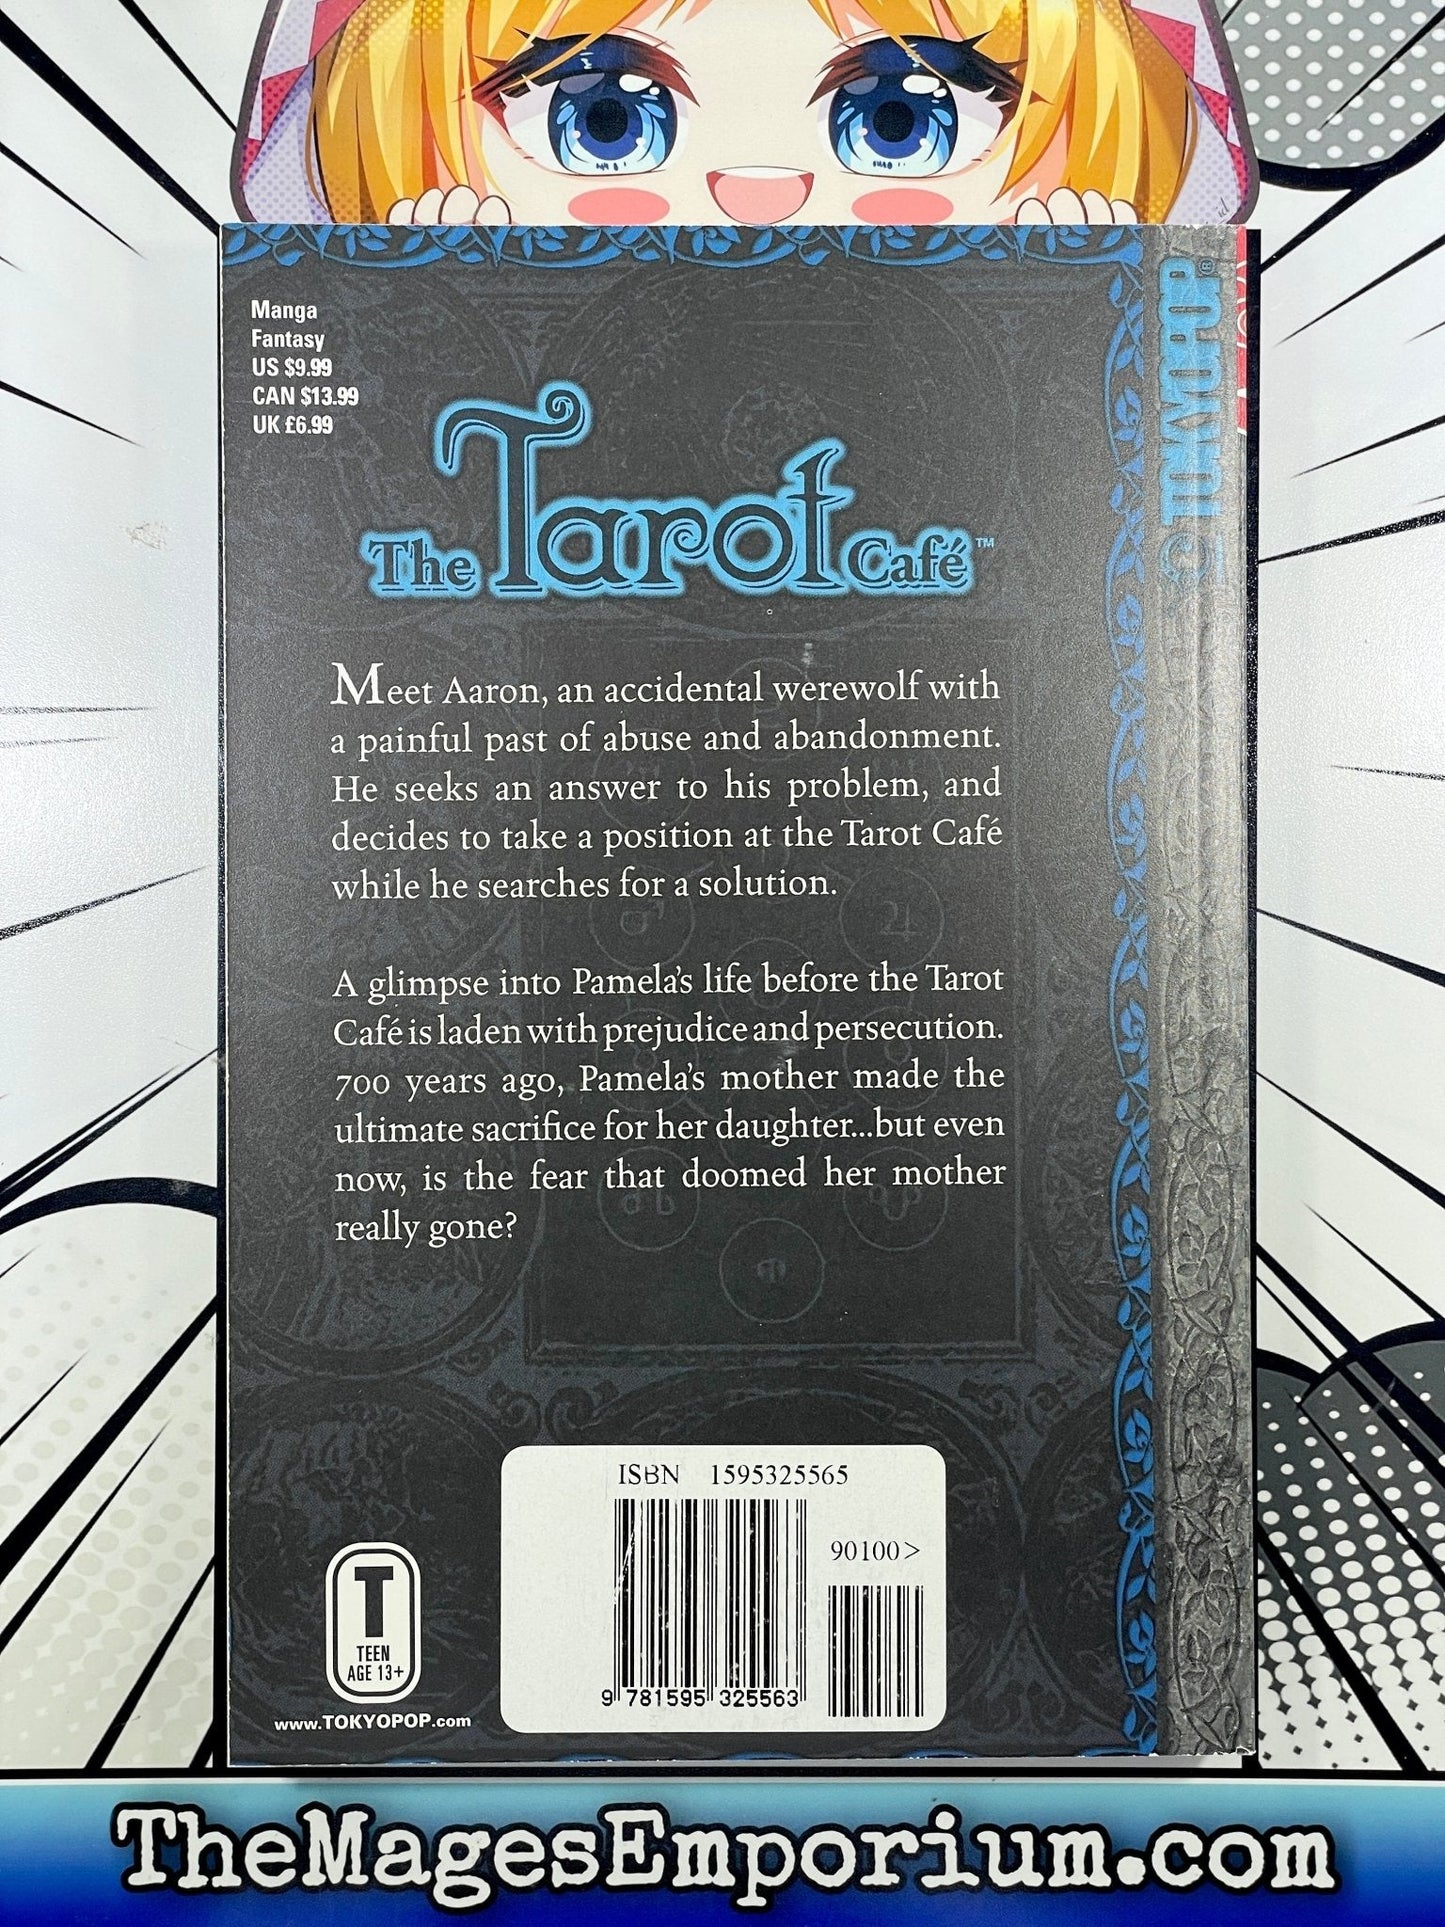 Manga
Fantasy
US $9.99
CAN $13.99
UK £6.99
TOKYOPOP®
The Tarot Café™
Meet Aaron, an accidental werewolf with
a painful past of abuse and abandonment.
He seeks an answer to his problem, and
decides to take a position at the Tarot Café
while he searches for a solution.
A glimpse into Pamela's life before the Tarot
Café is laden with prejudice and persecution.
700 years ago, Pamela's mother made the
ultimate sacrifice for her daughter...but even
now, is the fear that doomed her mother
really gone?
ISBN 1595325565
90100>
9 781595 325563
T
TEEN
AGE 13+
www.TOKYOPOP.com
TheMagesEmporium.com